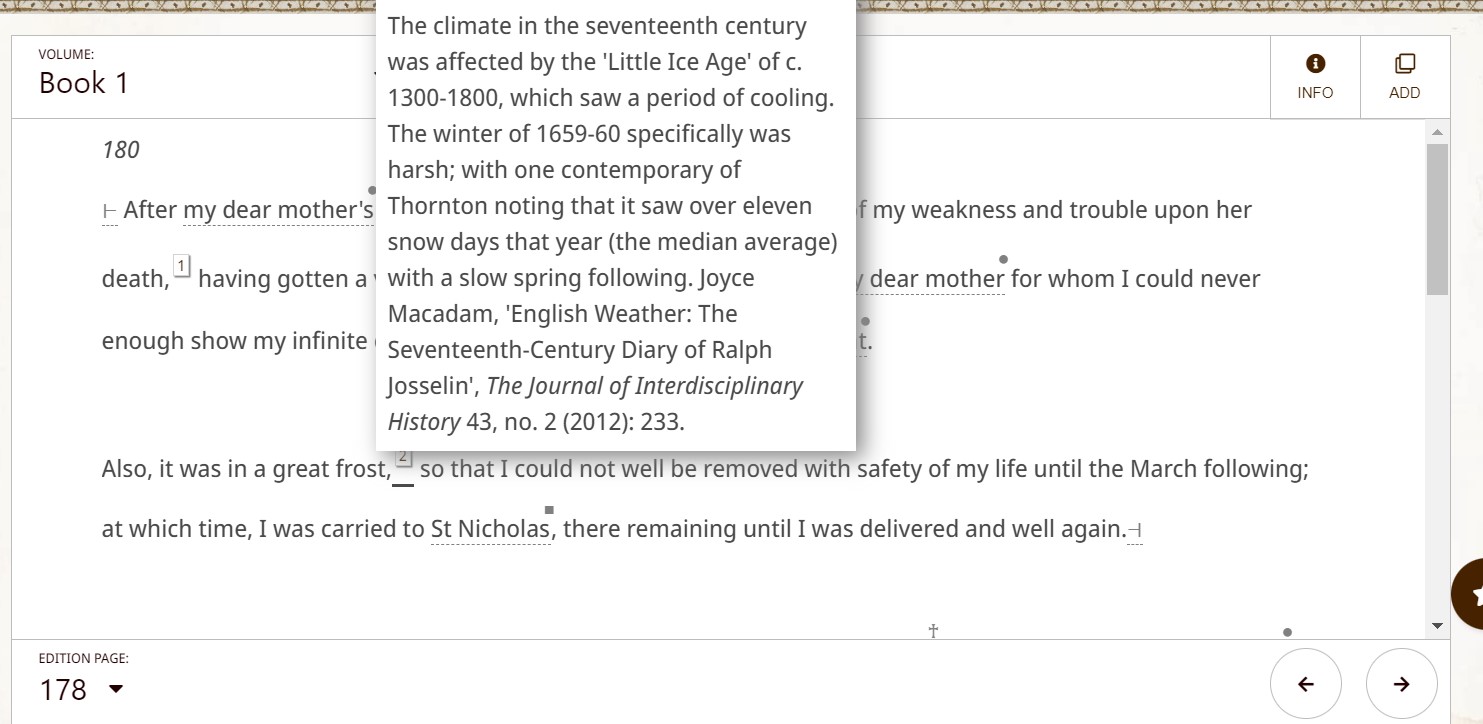 The climate in the seventeenth century
was affected by the 'Little Ice Age' of c.
1300-1800, which saw a period of cooling.
The winter of 1659-60 specifically was
harsh; with one contemporary of
Thornton noting that it saw over eleven
snow days that year (the median average)
with a slow spring following. Joyce
Macadam, 'English Weather: The
Seventeenth-Century Diary of Ralph
Josselin', The Journal of Interdisciplinary
History 43, no. 2 (2012): 233.
VOLUME:
Book 1
INFO
ADD
180
⊢ After my dear mother's my weakness and trouble upon her
death, 1 having gotten a dear mother for whom I could never
enough show my infinite
Also, it was in a great frost, 2 so that I could not well be removed with safety of my life until the March following;
at which time, I was carried to St Nicholas, there remaining until I was delivered and well again.⊣
†
EDITION PAGE:
178